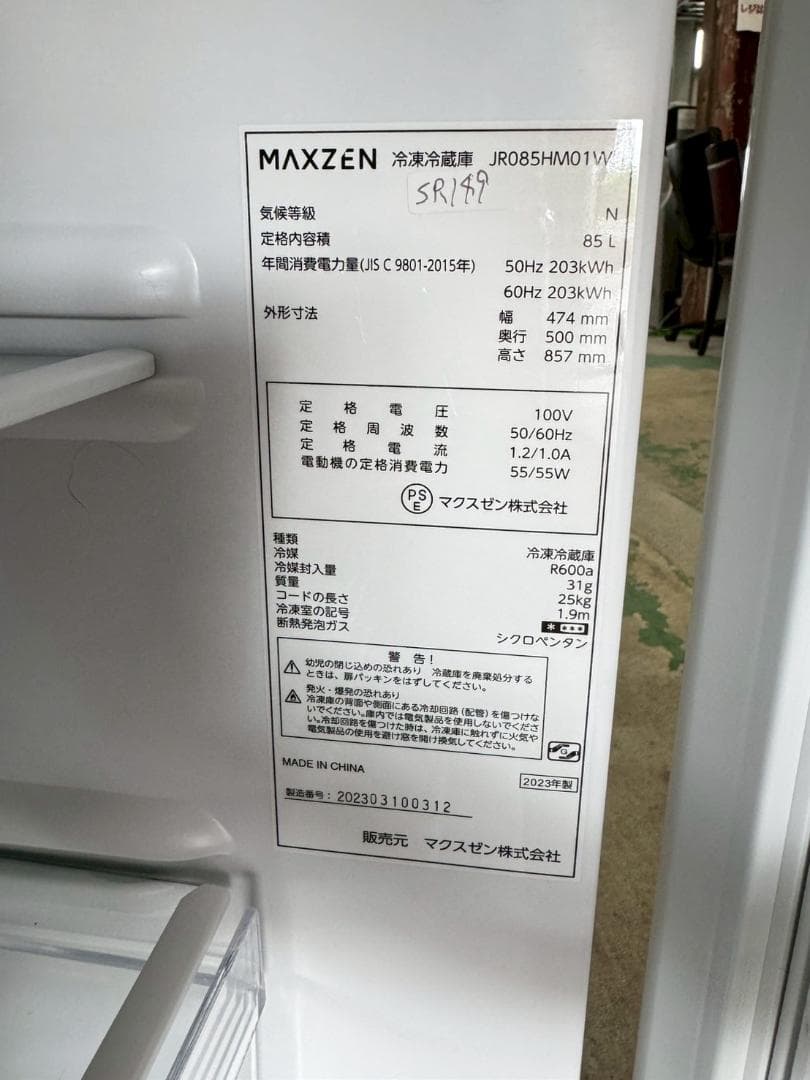 MAXZEN 冷凍冷蔵庫 JR085HM01W
SR149
気候等級 N
定格内容積 85 L
年間消費電力量(JIS C 9801-2015年) 50Hz 203kWh
60Hz 203kWh
外形寸法 幅 474 mm
奥行 500 mm
高さ 857 mm
定格電圧 100V
定格周波数 50/60Hz
定格電流 1.2/1.0A
電動機の定格消費電力 55/55W
PSE マクスゼン株式会社
種類 冷凍冷蔵庫
冷媒 R600a
冷媒封入量 31g
質量 25kg
コードの長さ 1.9m
冷凍室の記号
断熱発泡ガス シクロペンタン
警告!
幼児の閉じ込めの恐れあり 冷蔵庫を廃棄処分する
ときは、扉パッキンをはずしてください。
発火・爆発の恐れあり
冷凍庫の背面や側面にある冷却回路(配管)を傷つけな
いでください。庫内では電気製品を使用しないでくださ
い。冷却回路を傷つけた時は、冷凍庫に触れずに火気や
電気製品の使用を避け窓を開け換気してください。
G
MADE IN CHINA
2023年製
製造番号: 202303100312
販売元 マクスゼン株式会社